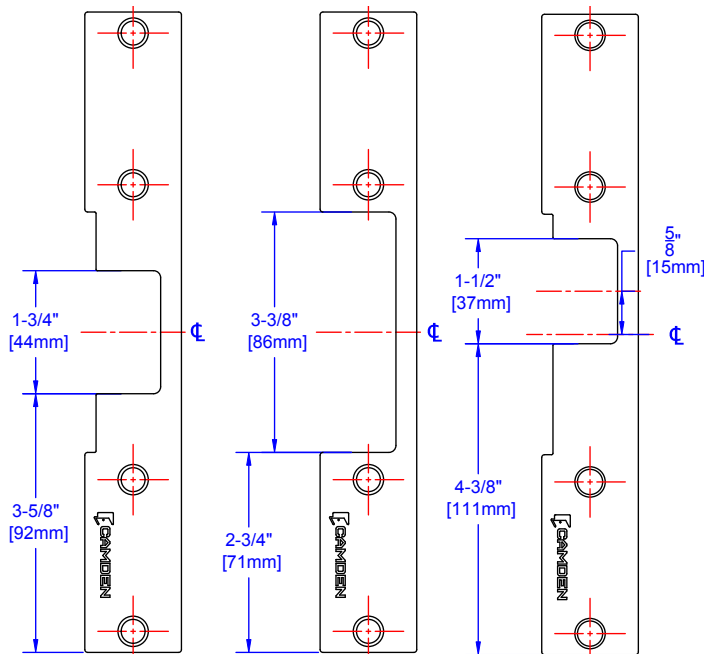 1-3/4"
[44mm]
℄
3-5/8"
[92mm]
CAMDEN
3-3/8"
[86mm]
℄
2-3/4"
[71mm]
CAMDEN
5/8"
[15mm]
1-1/2"
[37mm]
℄
4-3/8"
[111mm]
CAMDEN